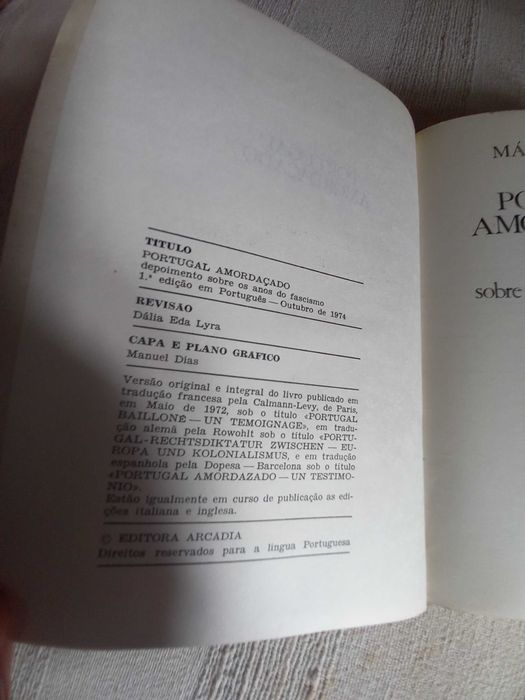 TITULO
PORTUGAL AMORDAÇADO
depoimento sobre os anos do fascismo
1.ª edição em Português — Outubro de 1974
REVISÃO
Dália Eda Lyra
CAPA E PLANO GRAFICO
Manuel Dias
Versão original e integral do livro publicado em
tradução francesa pela Calmann-Levy, de Paris,
em Maio de 1972, sob o titulo «PORTUGAL
BAILLONE — UN TEMOIGNAGE», em tradu-
ção alemã pela Rowohlt sob o titulo «PORTU-
GAL-RECHTSDIKTATUR ZWISCHEN — EU-
ROPA UND KOLONIALISMUS, e em tradução
espanhola pela Dopesa — Barcelona sob o titulo
«PORTUGAL AMORDAZADO — UN TESTIMO-
NIO».
Estão igualmente em curso de publicação as edi-
ções italiana e inglesa.
© EDITORA ARCADIA
Direitos reservados para a lingua Portuguesa
MÁ
PO
AMO
sobre